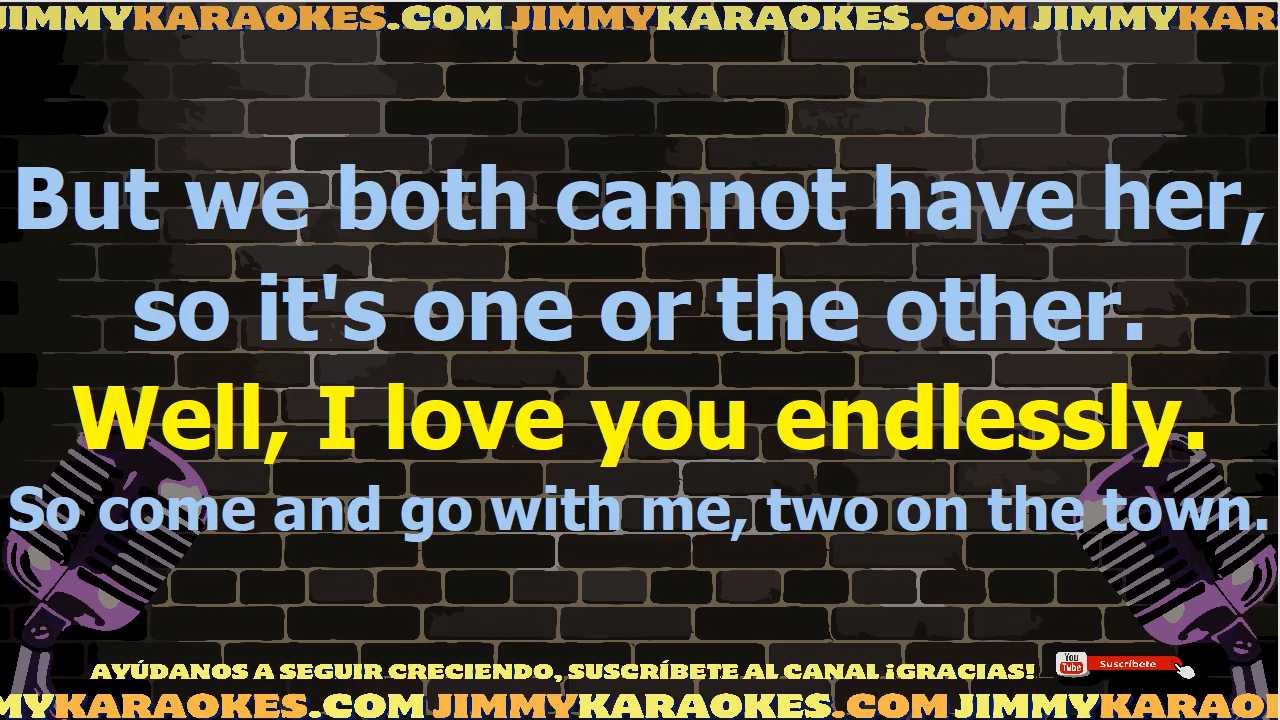 JIMMYKARAOKES.COM JIMMYKARAOKES.COM JIMMYKAR
But we both cannot have her,
so it's one or the other.
Well, I love you endlessly.
So come and go with me, two on the town.
AYÚDANOS A SEGUIR CRECIENDO, SUSCRÍBETE AL CANAL ¡GRACIAS!
You Tube Suscríbete
MYKARAOKES.COM JIMMYKARAOKES.COM JIMMYKARAO